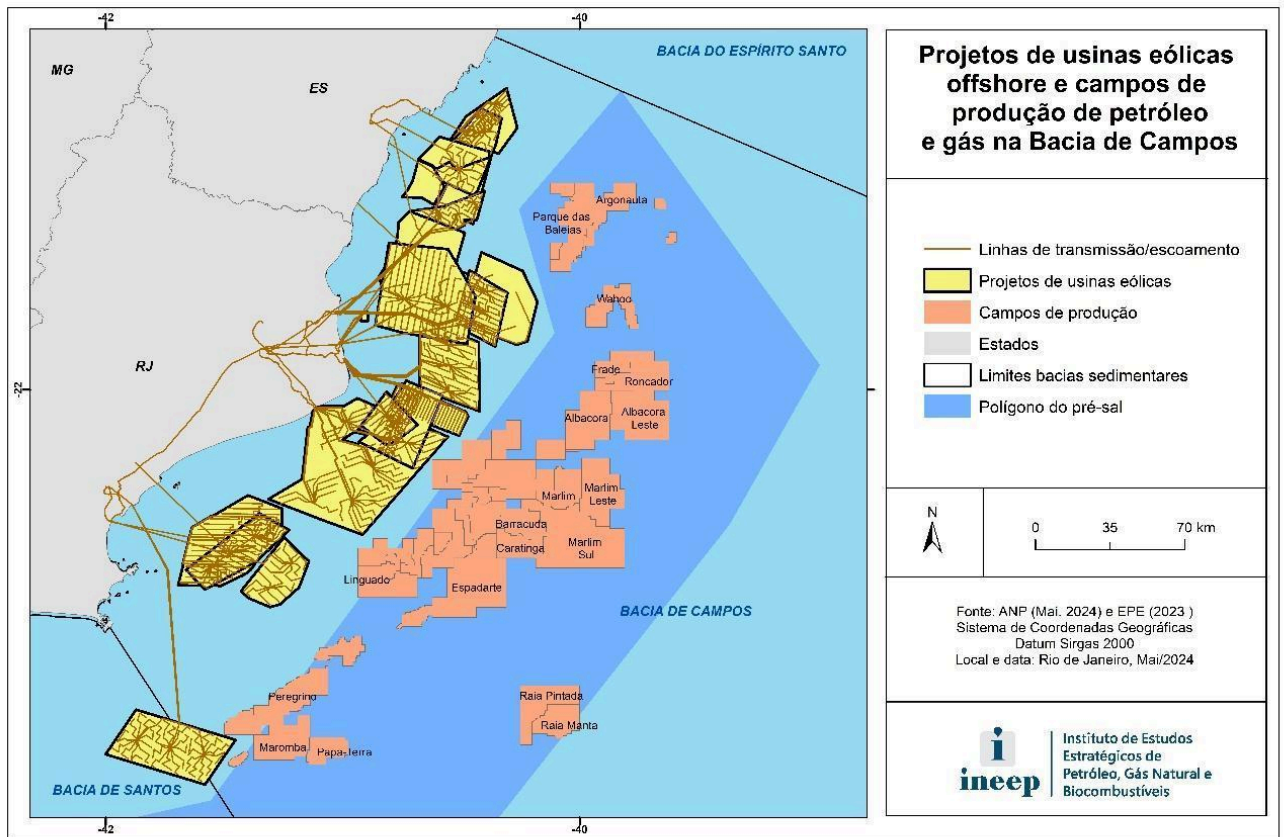 -42
-40
BACIA DO ESPÍRITO SANTO
MG
ES
Argonauta
Parque das
Baleias
Wahoo
RJ
-22
-22
Frade
Roncador
Albacora
Albacora
Leste
Marlim
Marlim
Leste
Barracuda
Caratinga
Marlim
Sul
Linguado
Espadarte
BACIA DE CAMPOS
Peregrino
Raia Pintada
Raia Manta
Maromba
Papa-Terra
BACIA DE SANTOS
-42
-40
Projetos de usinas eólicas
offshore e campos de
produção de petróleo
e gás na Bacia de Campos
Linhas de transmissão/escoamento
Projetos de usinas eólicas
Campos de produção
Estados
Limites bacias sedimentares
Polígono do pré-sal
N
0 35 70 km
Fonte: ANP (Mai. 2024) e EPE (2023 )
Sistema de Coordenadas Geográficas
Datum Sirgas 2000
Local e data: Rio de Janeiro, Mai/2024
ineep
Instituto de Estudos
Estratégicos de
Petróleo, Gás Natural e
Biocombustíveis